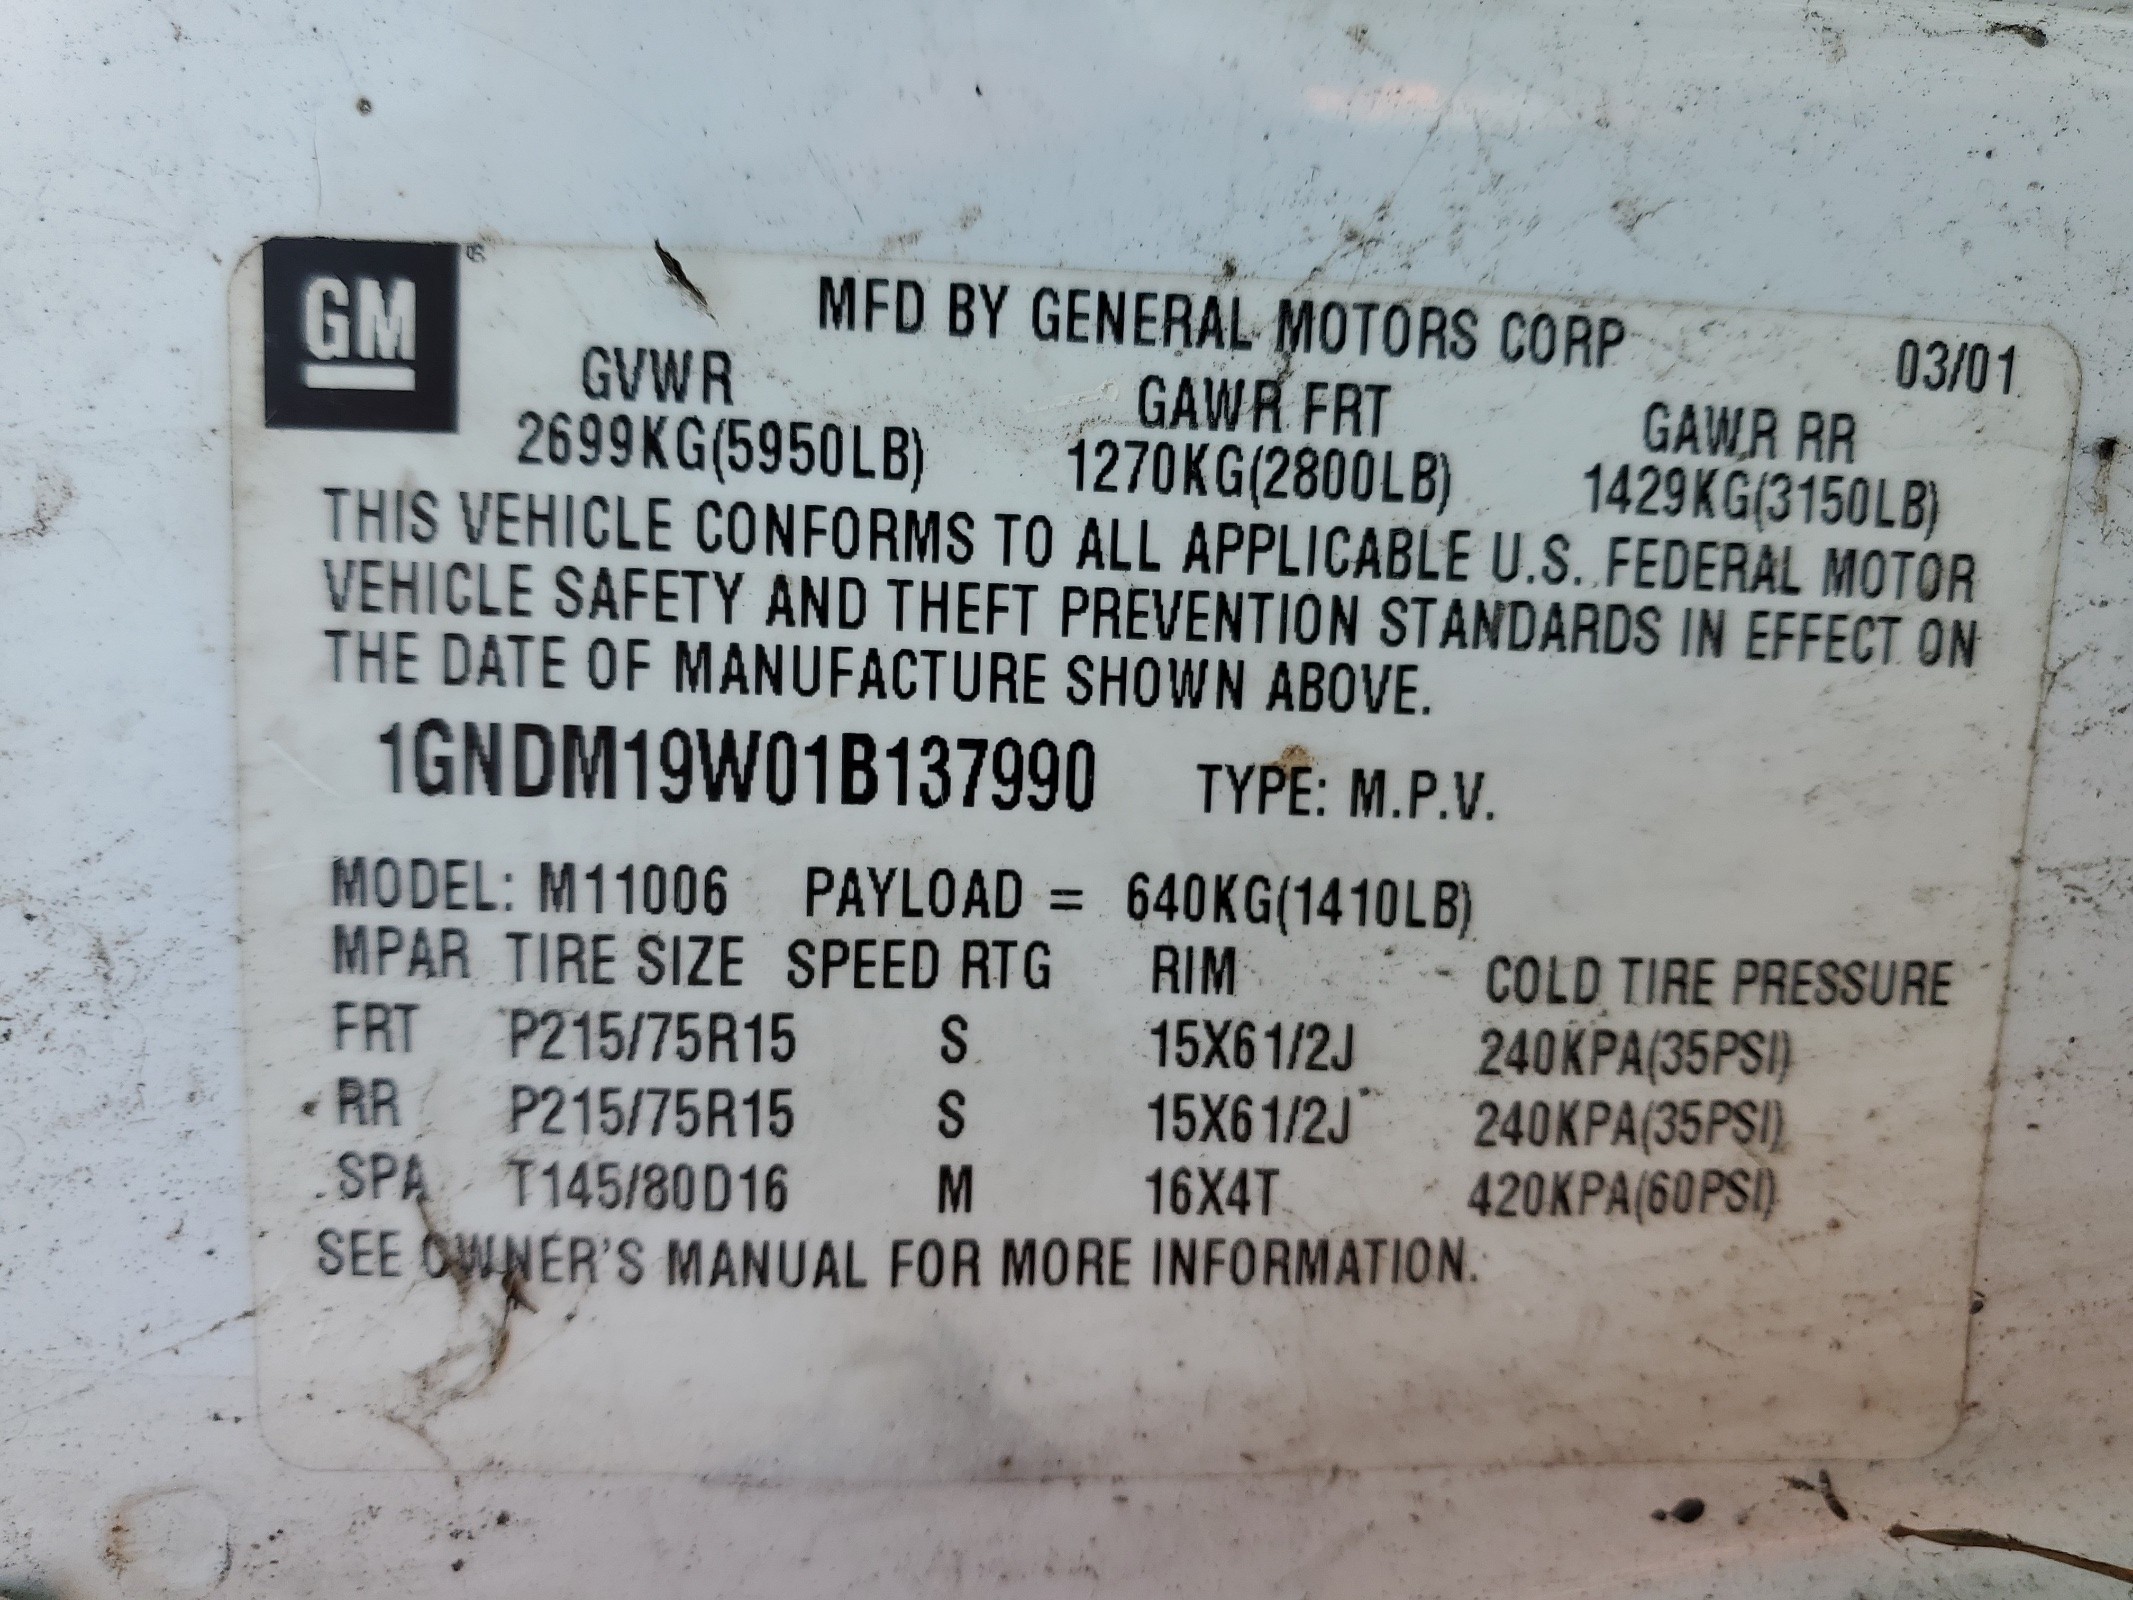 GM
MFD BY GENERAL MOTORS CORP 03/01
GVWR GAWR FRT GAWR RR
2699KG(5950LB) 1270KG(2800LB) 1429KG(3150LB)
THIS VEHICLE CONFORMS TO ALL APPLICABLE U.S. FEDERAL MOTOR
VEHICLE SAFETY AND THEFT PREVENTION STANDARDS IN EFFECT ON
THE DATE OF MANUFACTURE SHOWN ABOVE.
1GNDM19W01B137990 TYPE: M.P.V.
MODEL: M11006 PAYLOAD = 640KG(1410LB)
MPAR TIRE SIZE SPEED RTG RIM COLD TIRE PRESSURE
FRT P215/75R15 S 15X61/2J 240KPA(35PSI)
RR P215/75R15 S 15X61/2J 240KPA(35PSI)
SPA T145/80D16 M 16X4T 420KPA(60PSI)
SEE OWNER'S MANUAL FOR MORE INFORMATION.